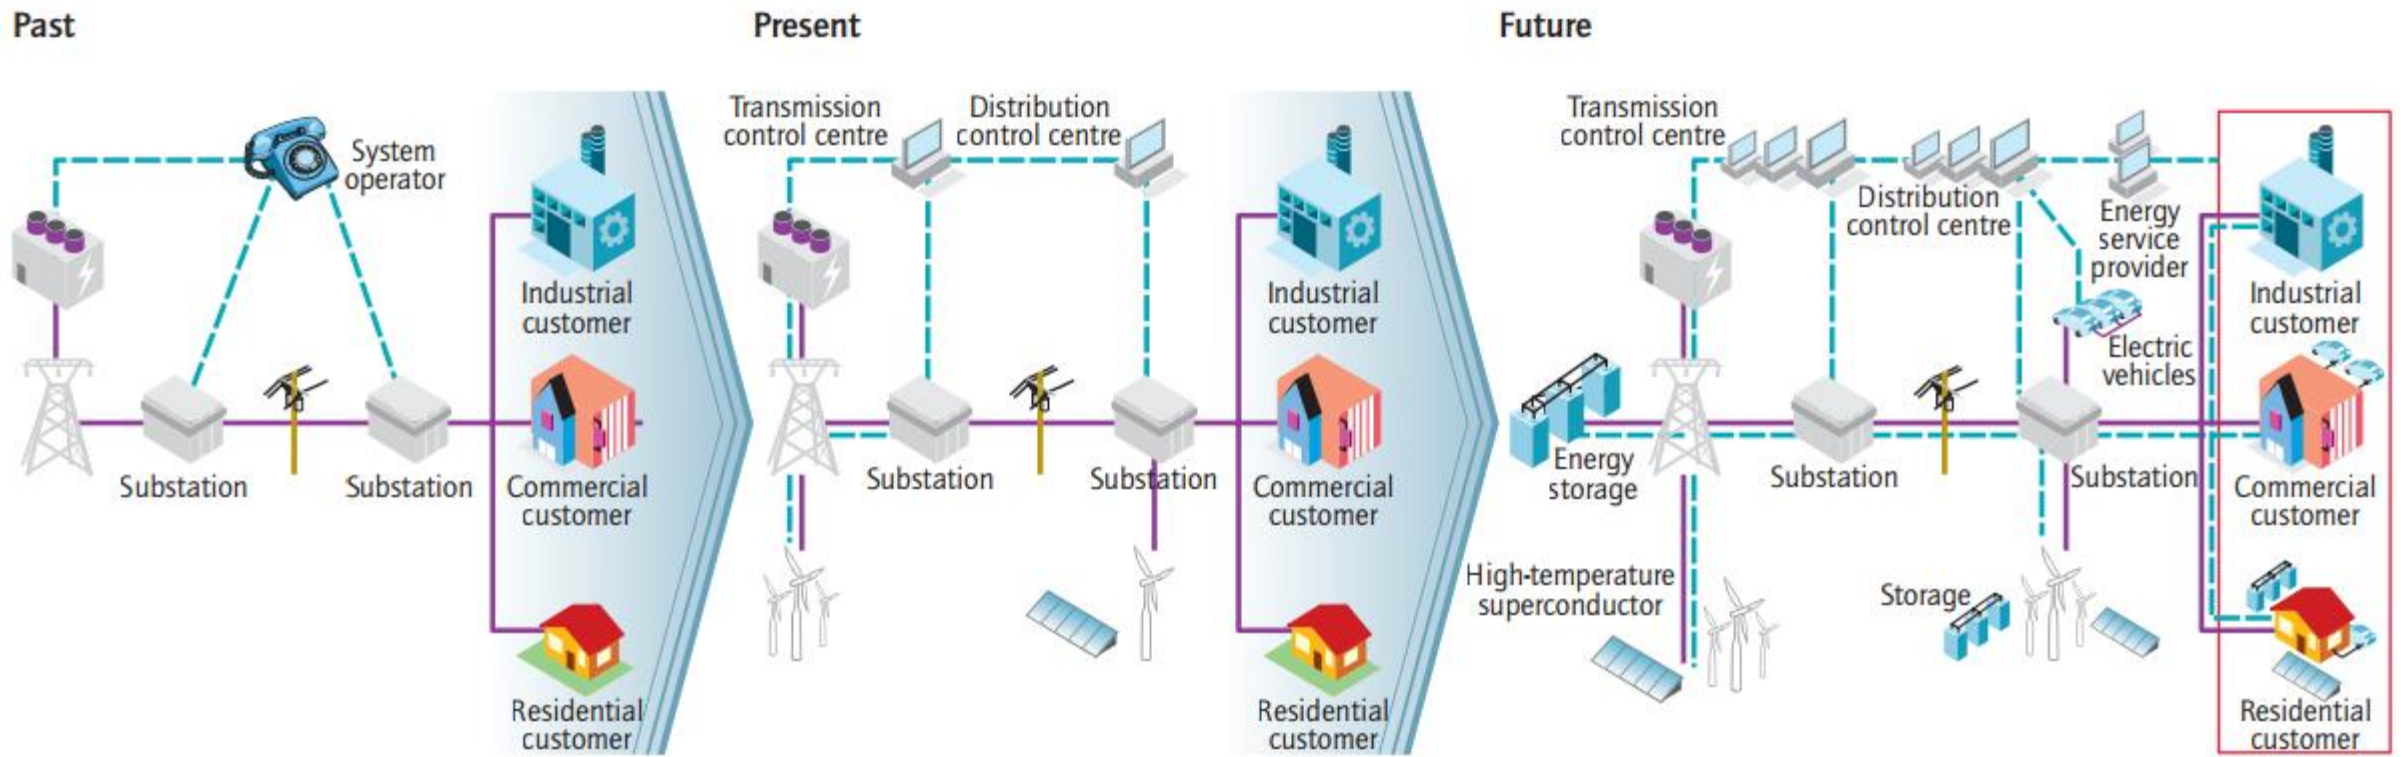 Past
System
operator
Substation
Substation
Industrial
customer
Commercial
customer
Residential
customer
Present
Transmission
control centre
Distribution
control centre
Substation
Substation
Industrial
customer
Commercial
customer
Residential
customer
Future
Transmission
control centre
Distribution
control centre
Energy
service
provider
Electric
vehicles
Energy
storage
Substation
Substation
High-temperature
superconductor
Storage
Industrial
customer
Commercial
customer
Residential
customer